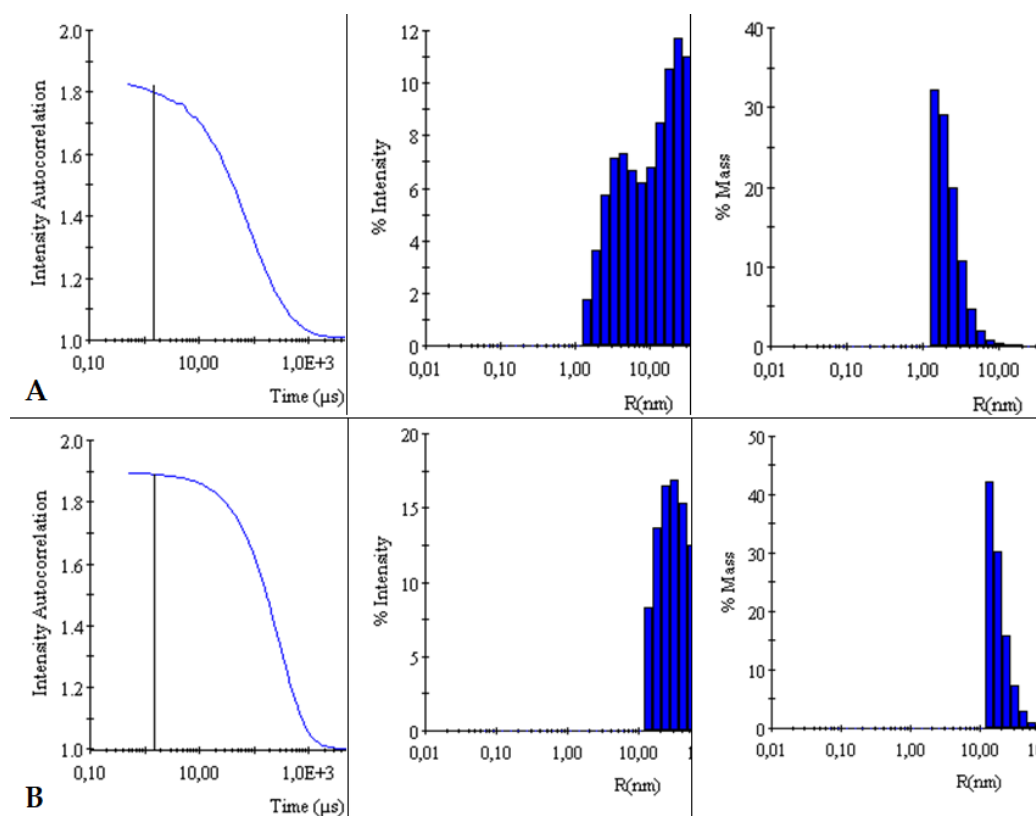 2.0
1.8
1.6
1.4
1.2
1.0
Intensity Autocorrelation
0,10 10,00 1,0E+3
Time (µs)
A
12
10
8
6
4
2
0
% Intensity
0,01 0,10 1,00 10,00
R(nm)
40
30
20
10
0
% Mass
0,01 0,10 1,00 10,00
R(nm)
2.0
1.8
1.6
1.4
1.2
1.0
Intensity Autocorrelation
0,10 10,00 1,0E+3
Time (µs)
B
20
15
10
5
0
% Intensity
0,01 0,10 1,00 10,00 1
R(nm)
50
40
30
20
10
0
% Mass
0,01 0,10 1,00 10,00
R(nm)